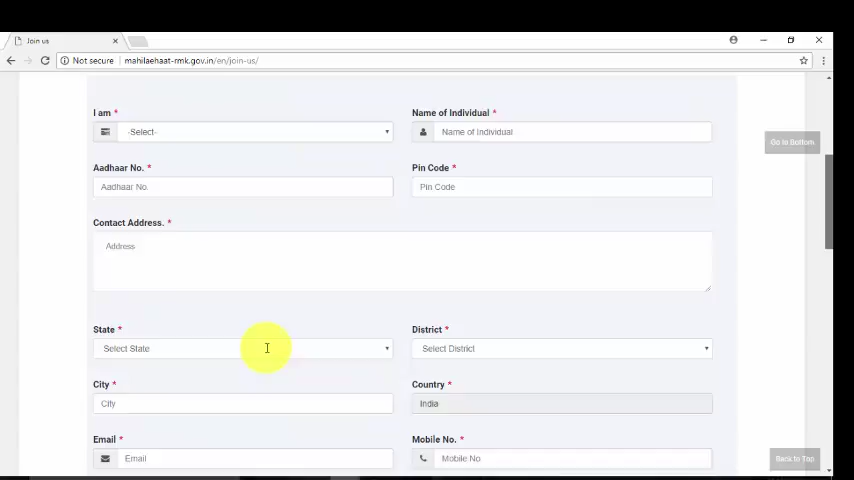 Join us
Not secure mahilaehaat-rmk.gov.in/en/join-us/
I am * Name of Individual *
-Select- Name of Individual
Go to Bottom
Aadhaar No. * Pin Code *
Aadhaar No. Pin Code
Contact Address. *
Address
State * District *
Select State Select District
City * Country *
City India
Email * Mobile No. *
Email Mobile No
Back to Top